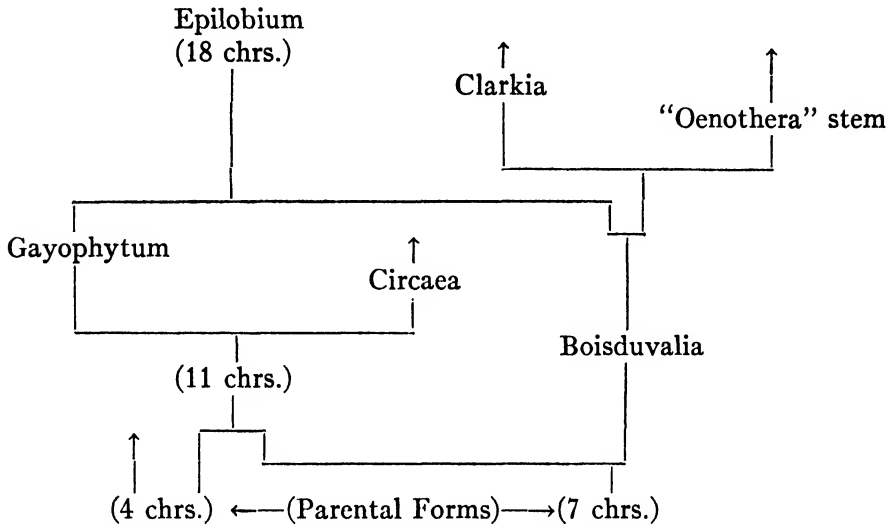 Epilobium
(18 chrs.)
Clarkia
“Oenothera” stem
Gayophytum
Circaea
Boisduvalia
(11 chrs.)
(4 chrs.) ←—(Parental Forms)—→(7 chrs.)